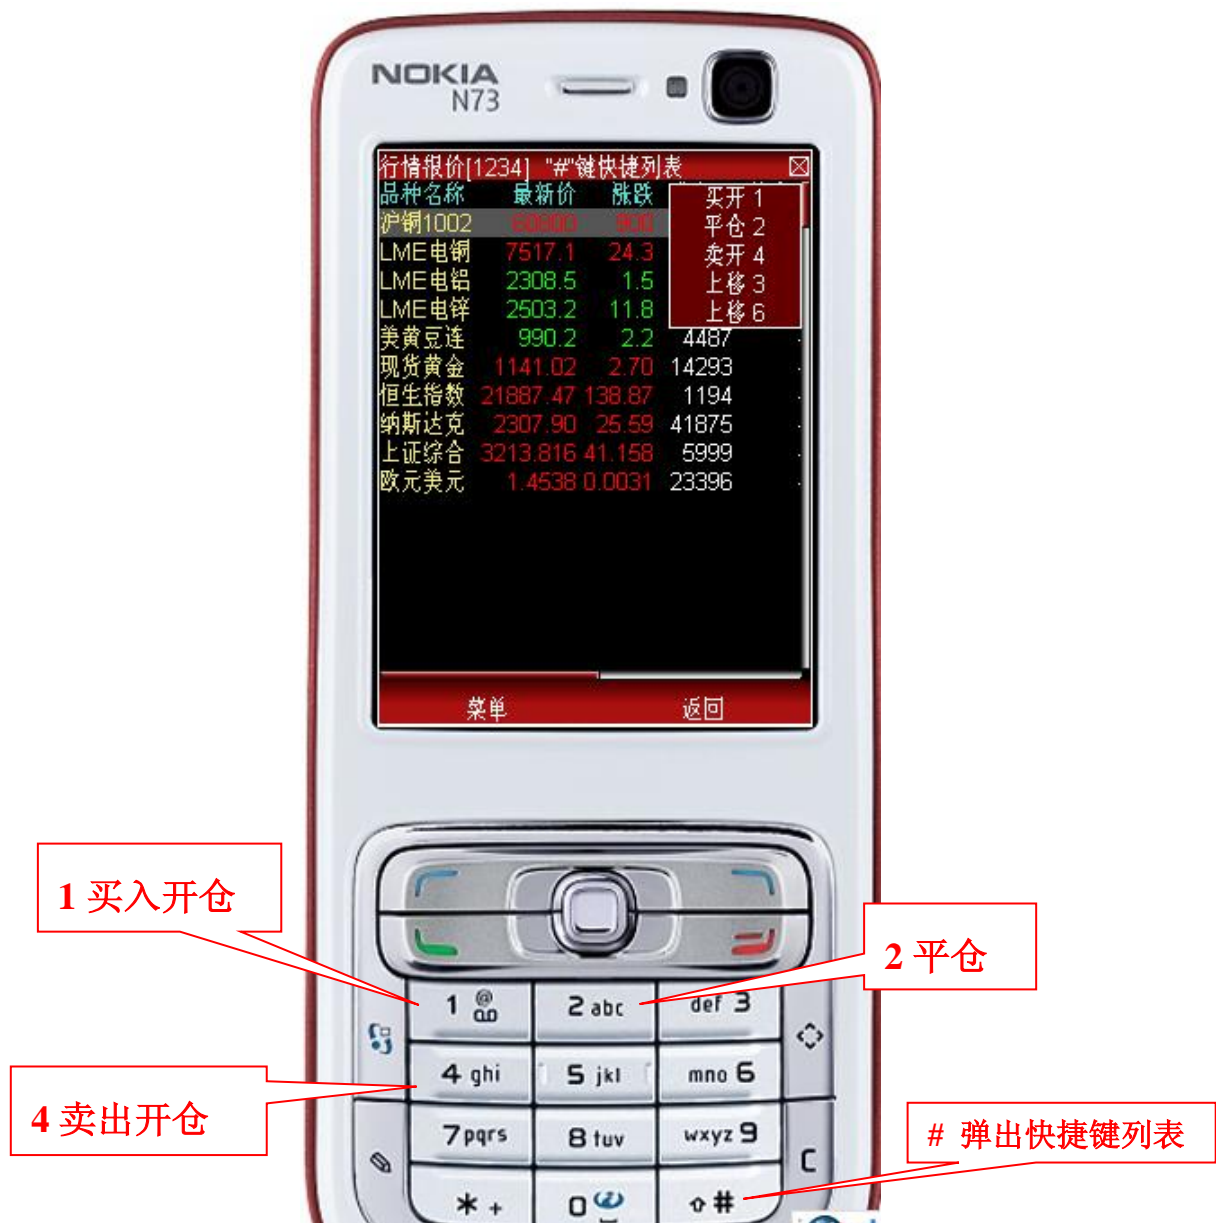 NOKIA
N73
行情报价[1234] "#"键快捷列表
品种名称 最新价 涨跌
买开 1
平仓 2
卖开 4
上移 3
上移 6
沪铜1002 60800 900
LME电铜 7517.1 24.3
LME电铝 2308.5 1.5
LME电锌 2503.2 11.8
美黄豆连 990.2 2.2 4487
现货黄金 1141.02 2.70 14293
恒生指数 21887.47 138.87 1194
纳斯达克 2307.90 25.59 41875
上证综合 3213.816 41.158 5999
欧元美元 1.4538 0.0031 23396
菜单 返回
1 买入开仓
2 平仓
4 卖出开仓
# 弹出快捷键列表
1 @
2 abc
def 3
4 ghi
5 jkl
mno 6
7 pqrs
8 tuv
wxyz 9
C
* +
0
#